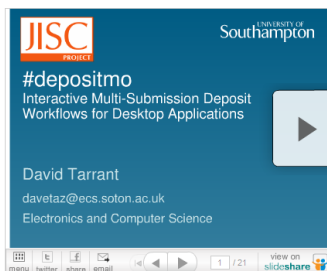 JISC
PROJECT
UNIVERSITY OF
Southampton
#depositmo
Interactive Multi-Submission Deposit
Workflows for Desktop Applications
David Tarrant
davetaz@ecs.soton.ac.uk
Electronics and Computer Science
menu twitter share email
1 / 21
view on
slideshare